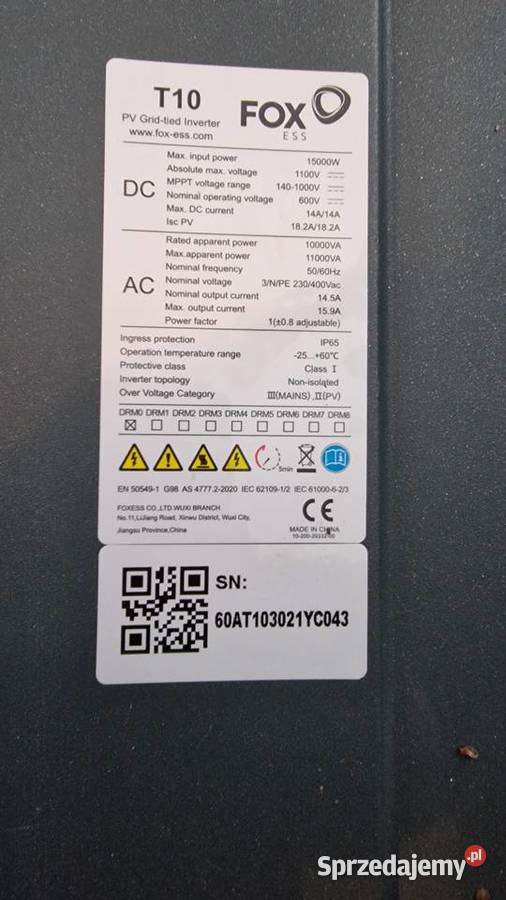 T10
PV Grid-tied Inverter
www.fox-ess.com
FOX
ESS
DC
Max. input power 15000W
Absolute max. voltage 1100V
MPPT voltage range 140-1000V
Nominal operating voltage 600V
Max. DC current 14A/14A
Isc PV 18.2A/18.2A
AC
Rated apparent power 10000VA
Max.apparent power 11000VA
Nominal frequency 50/60Hz
Nominal voltage 3/N/PE 230/400Vac
Nominal output current 14.5A
Max. output current 15.9A
Power factor 1(±0.8 adjustable)
Ingress protection IP65
Operation temperature range -25...+60℃
Protective class Class Ⅰ
Inverter topology Non-isolated
Over Voltage Category Ⅲ(MAINS),Ⅱ(PV)
DRM0 DRM1 DRM2 DRM3 DRM4 DRM5 DRM6 DRM7 DRM8
5min
EN 50549-1 G98 AS 4777.2-2020 IEC 62109-1/2 IEC 61000-6-2/3
FOXESS CO.,LTD.WUXI BRANCH
No.11,Lijiang Road, Xinwu District, Wuxi City,
Jiangsu Province,China
CE
MADE IN CHINA
SN:
60AT103021YC043
Sprzedajemy.pl